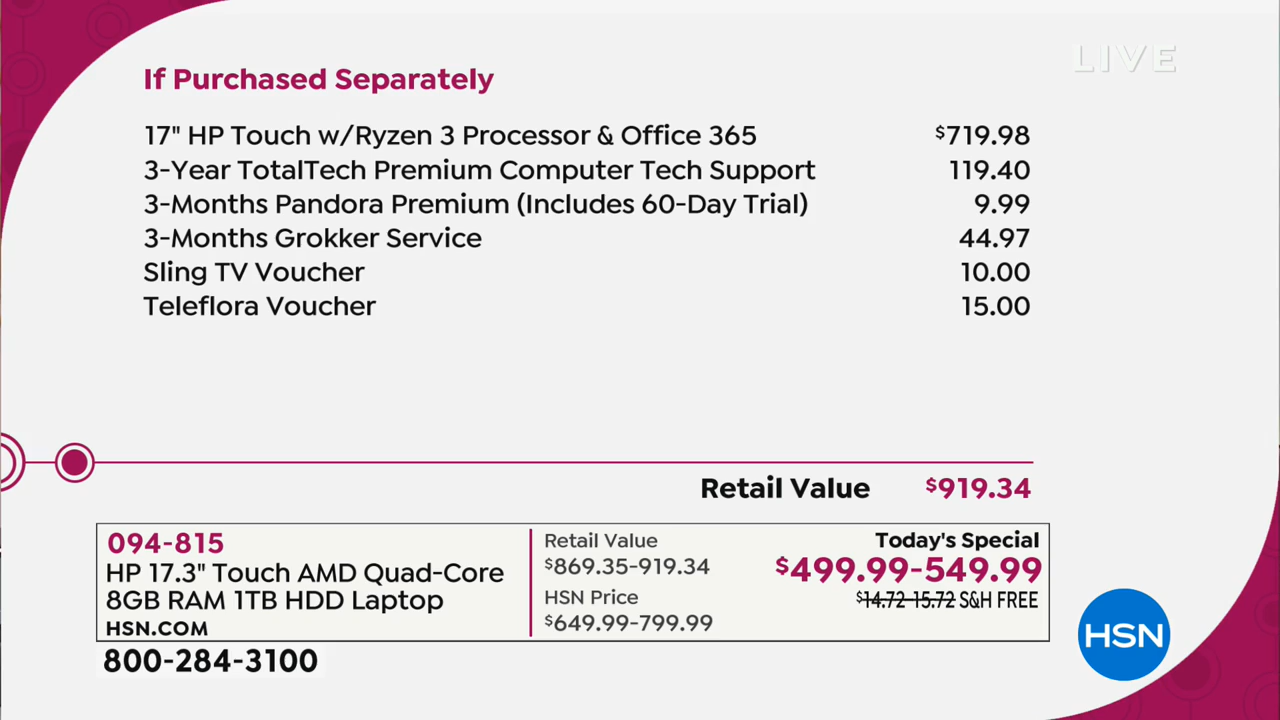 LIVE
If Purchased Separately
17" HP Touch w/Ryzen 3 Processor & Office 365 $719.98
3-Year TotalTech Premium Computer Tech Support 119.40
3-Months Pandora Premium (Includes 60-Day Trial) 9.99
3-Months Grokker Service 44.97
Sling TV Voucher 10.00
Teleflora Voucher 15.00
Retail Value $919.34
094-815
HP 17.3" Touch AMD Quad-Core
8GB RAM 1TB HDD Laptop
HSN.COM
Retail Value
$869.35-919.34
HSN Price
$649.99-799.99
Today's Special
$499.99-549.99
$14.72-15.72 S&H FREE
800-284-3100
HSN